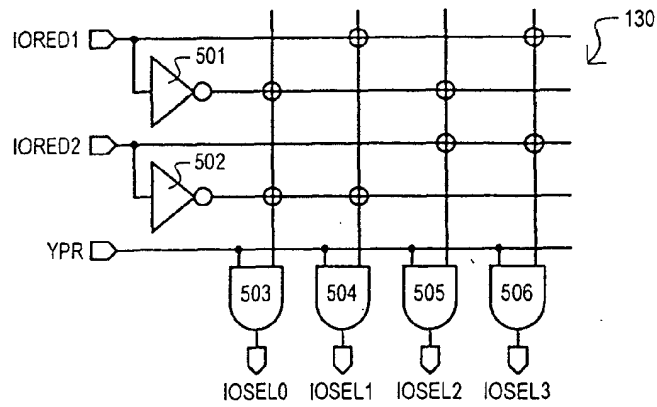 130
IORED1
501
IORED2
502
YPR
503 504 505 506
IOSEL0 IOSEL1 IOSEL2 IOSEL3